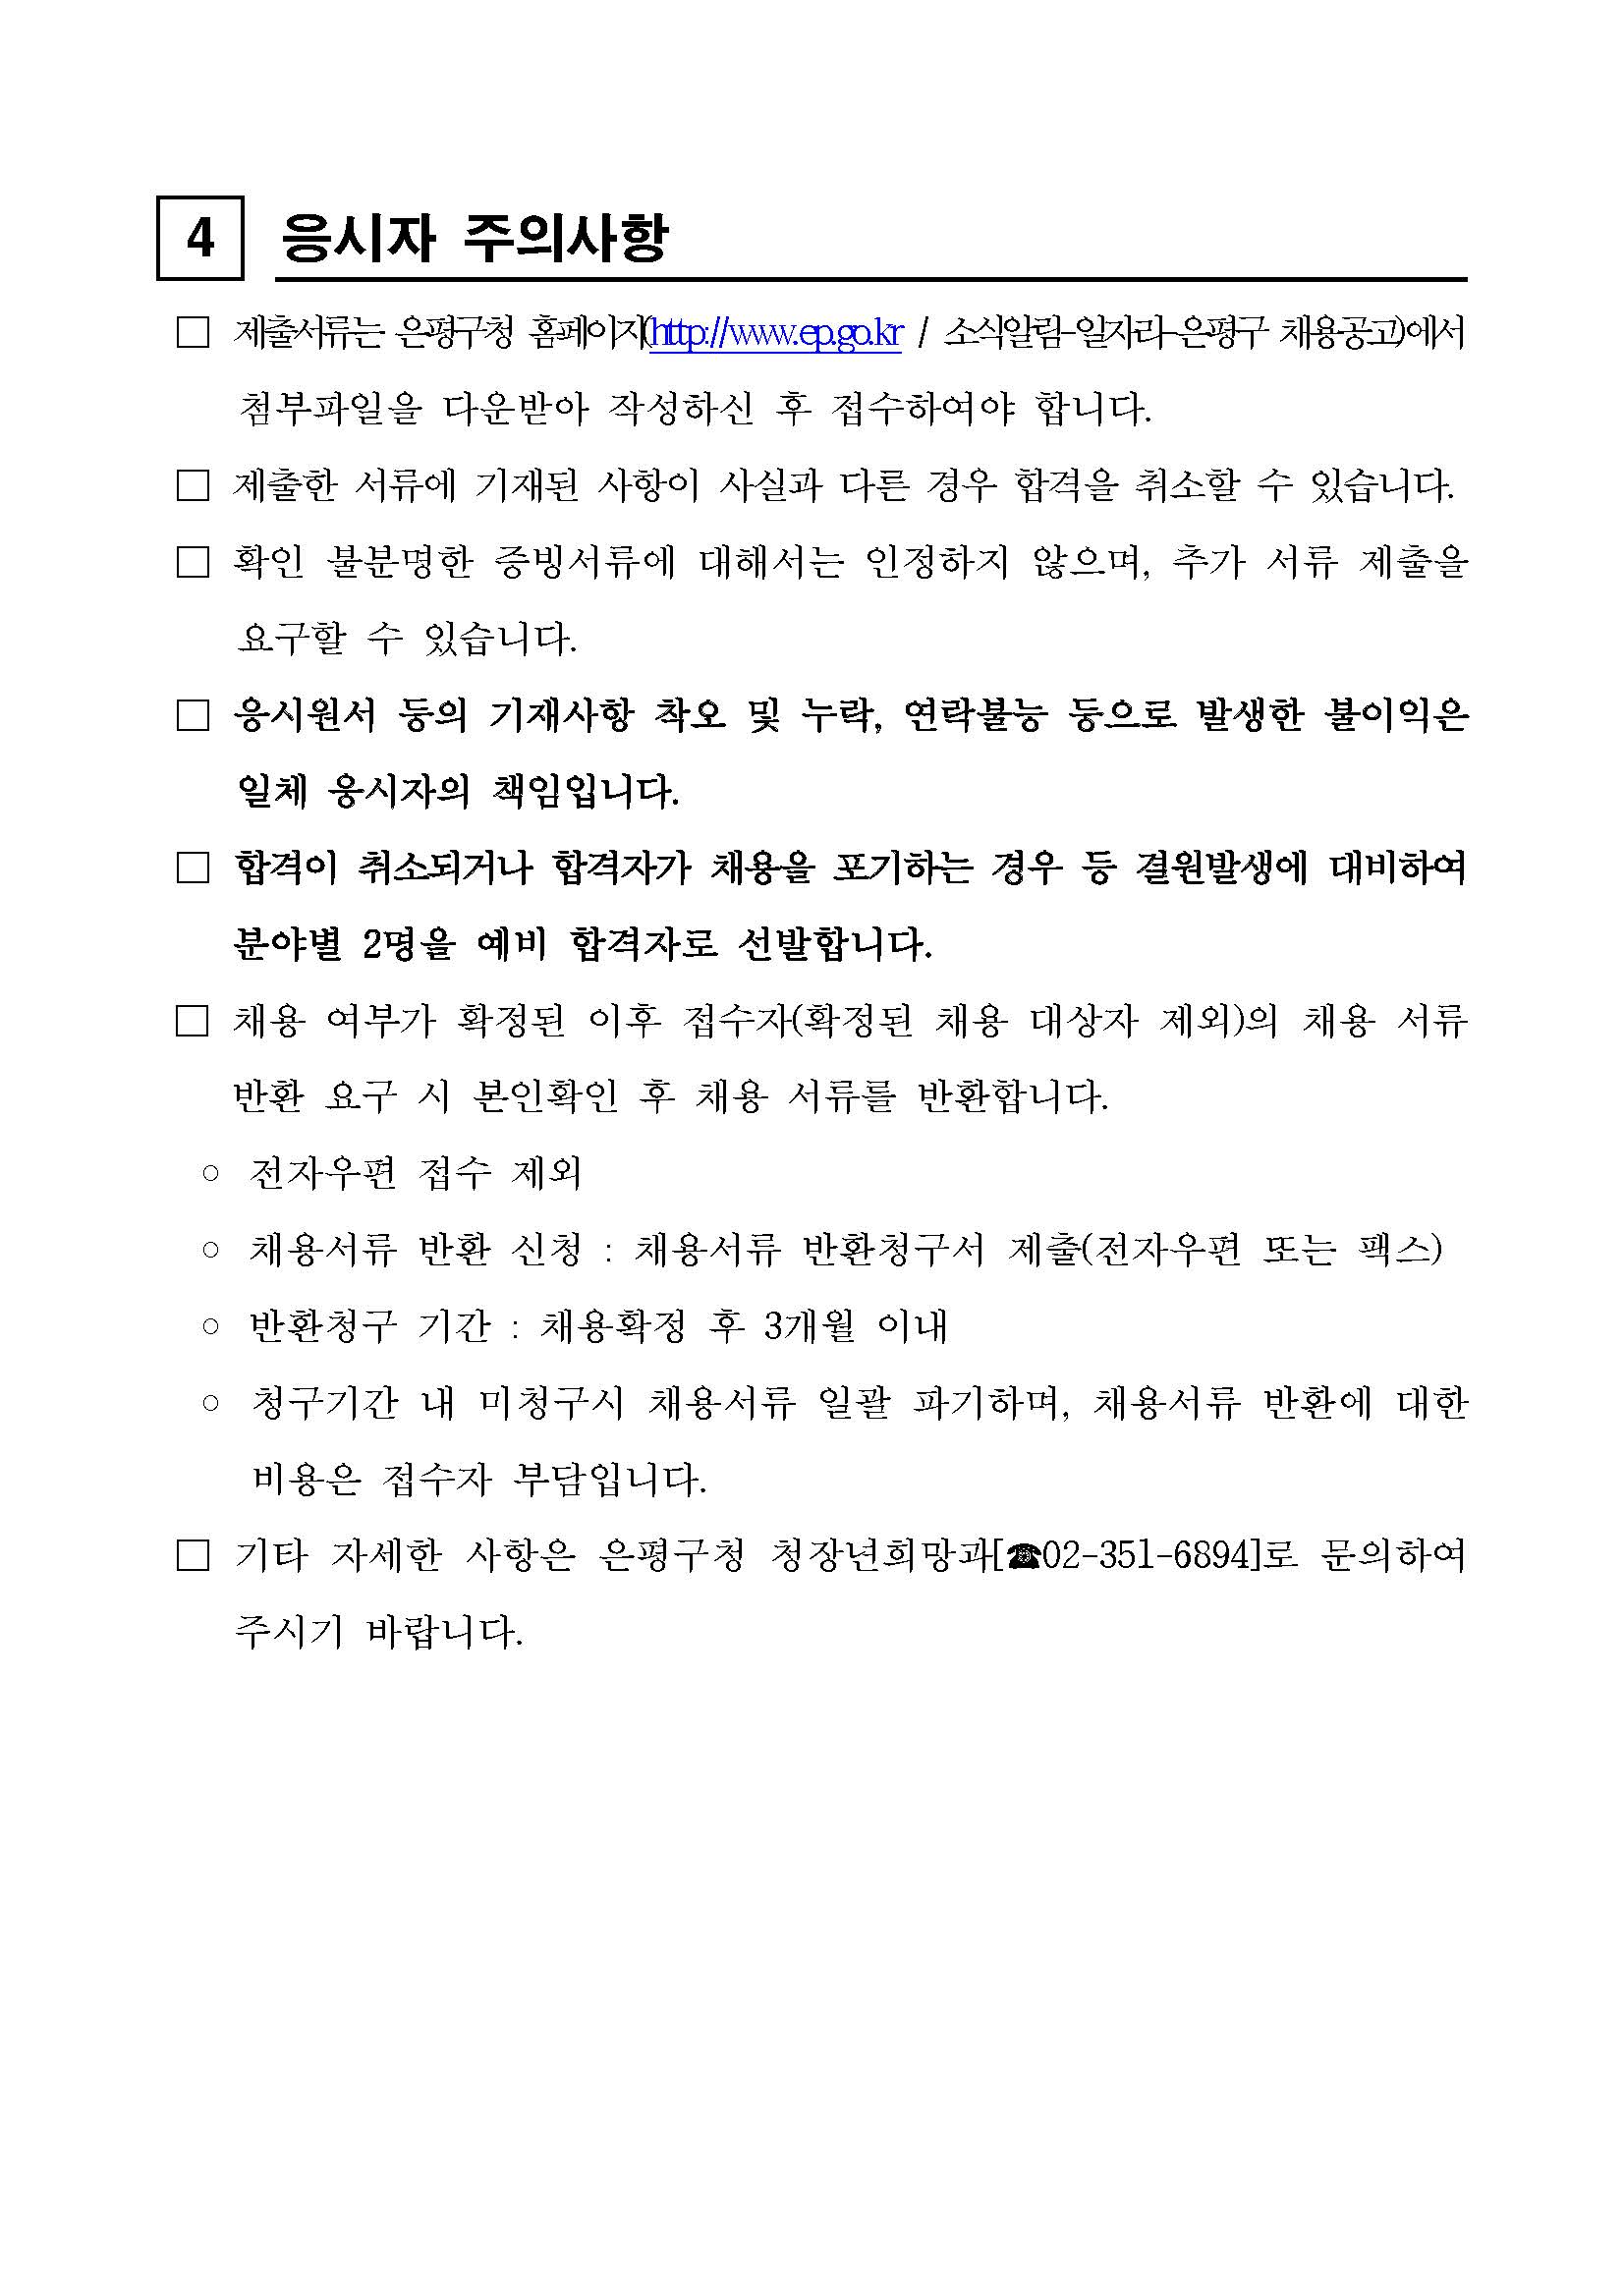 4 응시자 주의사항
□ 제출서류는 은평구청 홈페이지(http://www.ep.go.kr / 소식알림-일자리-은평구 채용공고)에서
첨부파일을 다운받아 작성하신 후 접수하여야 합니다.
□ 제출한 서류에 기재된 사항이 사실과 다른 경우 합격을 취소할 수 있습니다.
□ 확인 불분명한 증빙서류에 대해서는 인정하지 않으며, 추가 서류 제출을
요구할 수 있습니다.
□ 응시원서 등의 기재사항 착오 및 누락, 연락불능 등으로 발생한 불이익은
일체 응시자의 책임입니다.
□ 합격이 취소되거나 합격자가 채용을 포기하는 경우 등 결원발생에 대비하여
분야별 2명을 예비 합격자로 선발합니다.
□ 채용 여부가 확정된 이후 접수자(확정된 채용 대상자 제외)의 채용 서류
반환 요구 시 본인확인 후 채용 서류를 반환합니다.
○ 전자우편 접수 제외
○ 채용서류 반환 신청 : 채용서류 반환청구서 제출(전자우편 또는 팩스)
○ 반환청구 기간 : 채용확정 후 3개월 이내
○ 청구기간 내 미청구시 채용서류 일괄 파기하며, 채용서류 반환에 대한
비용은 접수자 부담입니다.
□ 기타 자세한 사항은 은평구청 청장년희망과[☎02-351-6894]로 문의하여
주시기 바랍니다.